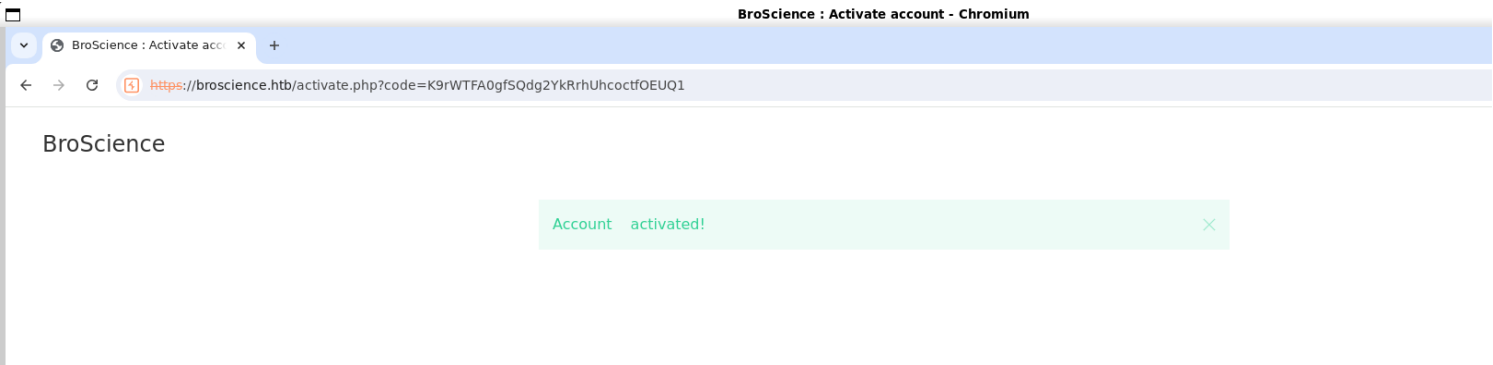 BroScience : Activate account - Chromium
BroScience : Activate acc
https://broscience.htb/activate.php?code=K9rWTFA0gfSQdg2YkRrhUhcoctfOEUQ1
BroScience
Account activated!